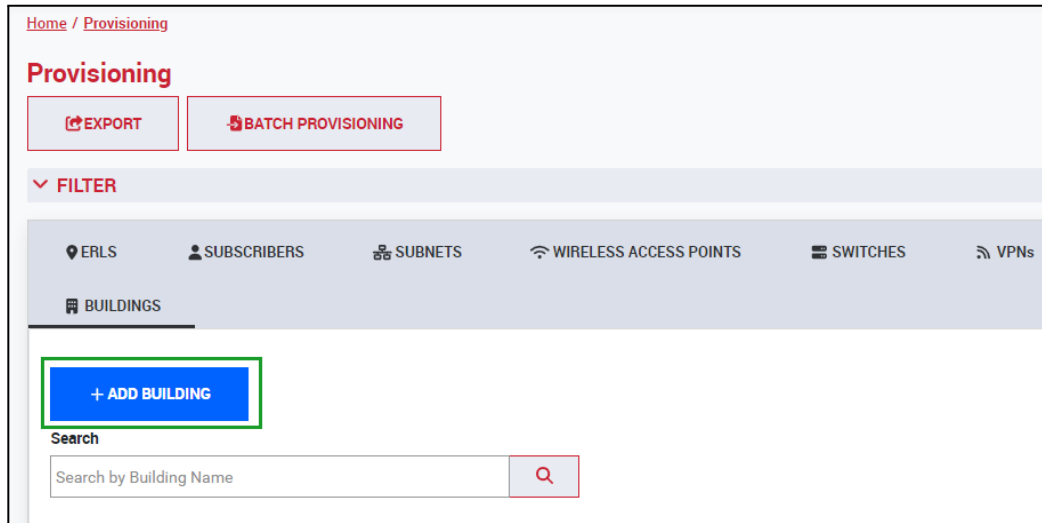 Home / Provisioning
Provisioning
EXPORT
BATCH PROVISIONING
FILTER
ERLS
SUBSCRIBERS
SUBNETS
WIRELESS ACCESS POINTS
SWITCHES
VPNs
BUILDINGS
+ ADD BUILDING
Search
Search by Building Name